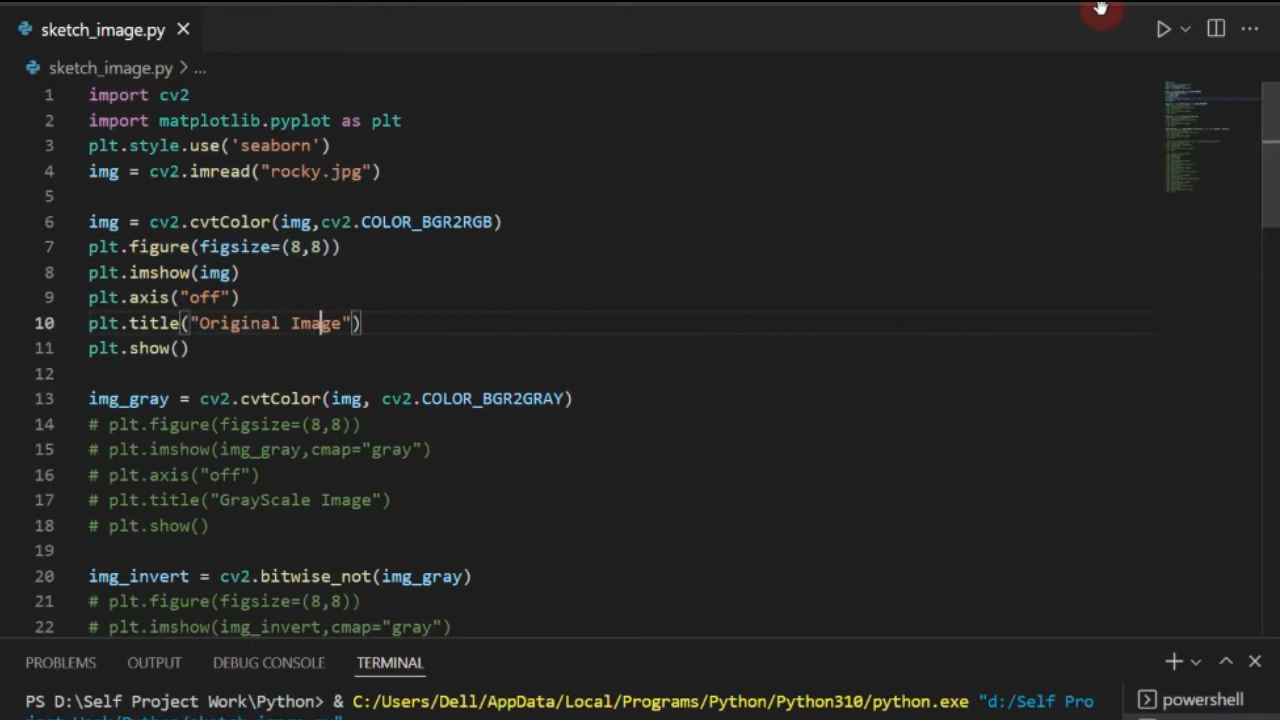 sketch_image.py
sketch_image.py > ...
1 import cv2
2 import matplotlib.pyplot as plt
3 plt.style.use('seaborn')
4 img = cv2.imread("rocky.jpg")
5
6 img = cv2.cvtColor(img,cv2.COLOR_BGR2RGB)
7 plt.figure(figsize=(8,8))
8 plt.imshow(img)
9 plt.axis("off")
10 plt.title("Original Image")
11 plt.show()
12
13 img_gray = cv2.cvtColor(img, cv2.COLOR_BGR2GRAY)
14 # plt.figure(figsize=(8,8))
15 # plt.imshow(img_gray,cmap="gray")
16 # plt.axis("off")
17 # plt.title("GrayScale Image")
18 # plt.show()
19
20 img_invert = cv2.bitwise_not(img_gray)
21 # plt.figure(figsize=(8,8))
22 # plt.imshow(img_invert,cmap="gray")
PROBLEMS OUTPUT DEBUG CONSOLE TERMINAL
PS D:\Self Project Work\Python> & C:/Users/Dell/AppData/Local/Programs/Python/Python310/python.exe "d:/Self Pro
ject Work/Python/sketch_image.py"
powershell